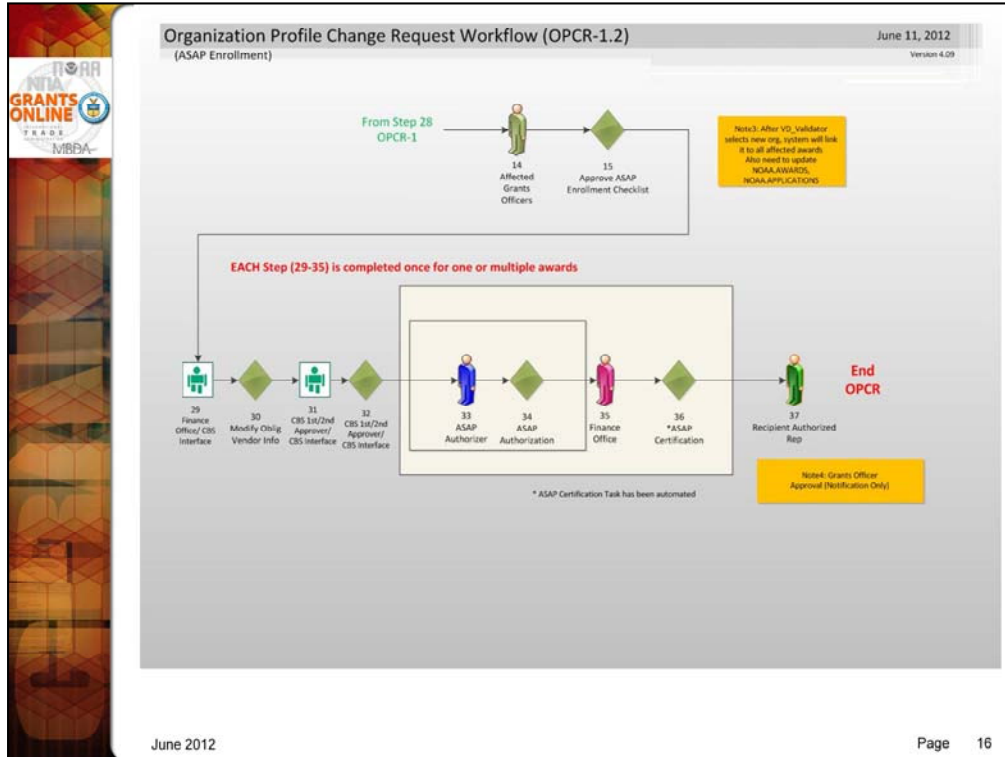 Organization Profile Change Request Workflow (OPCR-1.2)
June 11, 2012
(ASAP Enrollment)
Version 4.09
NOAA
NTIA
GRANTS
ONLINE
TRADE
MBDA
From Step 28
OPCR-1
14
Affected
Grants
Officers
15
Approve ASAP
Enrollment Checklist
Note3: After VD_Validator
selects new org, system will link
it to all affected awards
Also need to update
NOAA.AWARDS,
NOAA.APPLICATIONS
EACH Step (29-35) is completed once for one or multiple awards
29
Finance
Office/ CBS
Interface
30
Modify Oblig
Vendor Info
31
CBS 1st/2nd
Approver/
CBS Interface
32
CBS 1st/2nd
Approver/
CBS Interface
33
ASAP
Authorizer
34
ASAP
Authorization
35
Finance
Office
36
*ASAP
Certification
37
Recipient Authorized
Rep
End
OPCR
* ASAP Certification Task has been automated
Note4: Grants Officer
Approval (Notification Only)
June 2012
Page 16